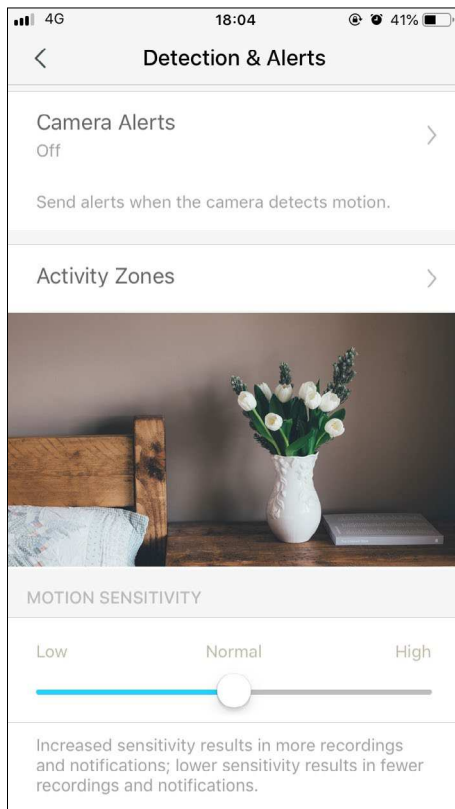 4G 18:04 41%
Detection & Alerts
Camera Alerts
Off
Send alerts when the camera detects motion.
Activity Zones
MOTION SENSITIVITY
Low Normal High
Increased sensitivity results in more recordings
and notifications; lower sensitivity results in fewer
recordings and notifications.